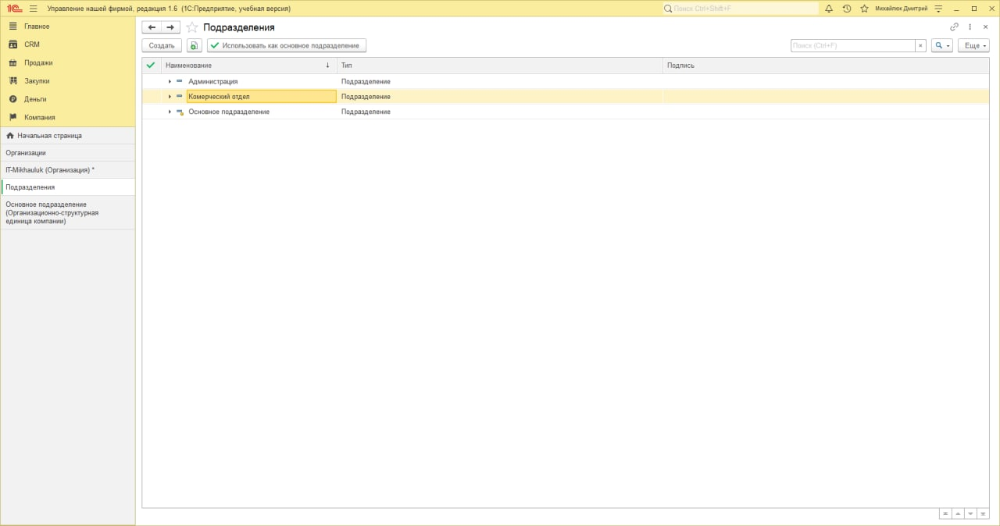 1С Управление нашей фирмой, редакция 1.6 (1С:Предприятие, учебная версия) Поиск Ctrl+Shift+F Михайлюк Дмитрий
Главное
CRM
Продажи
Закупки
Деньги
Компания
Начальная страница
Организации
IT-Mikhauluk (Организация) *
Подразделения
Основное подразделение
(Организационно-структурная
единица компании)
Подразделения
Создать Использовать как основное подразделение Поиск (Ctrl+F) × Еще
Наименование ↓ Тип Подпись
Администрация Подразделение
Комерческий отдел Подразделение
Основное подразделение Подразделение